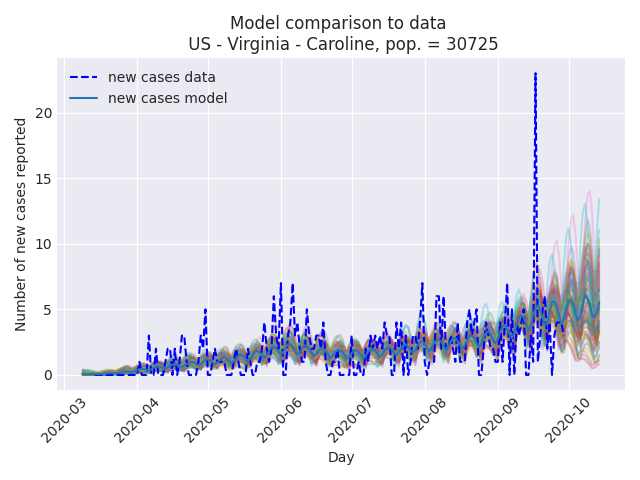 Model comparison to data
US - Virginia - Caroline, pop. = 30725
new cases data
new cases model
Number of new cases reported
20
15
10
5
0
2020-03
2020-04
2020-05
2020-06
2020-07
2020-08
2020-09
2020-10
Day